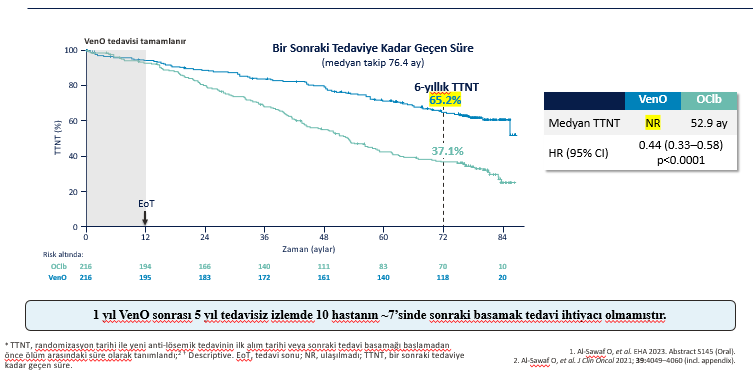 VenO tedavisi tamamlanır
Bir Sonraki Tedaviye Kadar Geçen Süre
(medyan takip 76.4 ay)
6-yıllık TTNT
65.2%
37.1%
TTNT (%)
100
80
60
40
20
0
EoT
0 12 24 36 48 60 72 84
Zaman (aylar)
Risk altında:
OClb 216 194 166 140 111 83 70 10
VenO 216 195 183 172 161 140 118 20
VenO OClb
Medyan TTNT NR 52.9 ay
HR (95% CI) 0.44 (0.33–0.58)
p<0.0001
1 yıl VenO sonrası 5 yıl tedavisiz izlemde 10 hastanın ~7’sinde sonraki basamak tedavi ihtiyacı olmamıştır.
* TTNT, randomizasyon tarihi ile yeni anti-lösemik tedavinin ilk alım tarihi veya sonraki tedavi basamağı başlamadan
önce ölüm arasındaki süre olarak tanımlandı;2 † Descriptive. EoT, tedavi sonu; NR, ulaşılmadı; TTNT, bir sonraki tedaviye
kadar geçen süre.
1. Al-Sawaf O, et al. EHA 2023. Abstract S145 (Oral).
2. Al-Sawaf O, et al. J Clin Oncol 2021; 39:4049–4060 (incl. appendix).